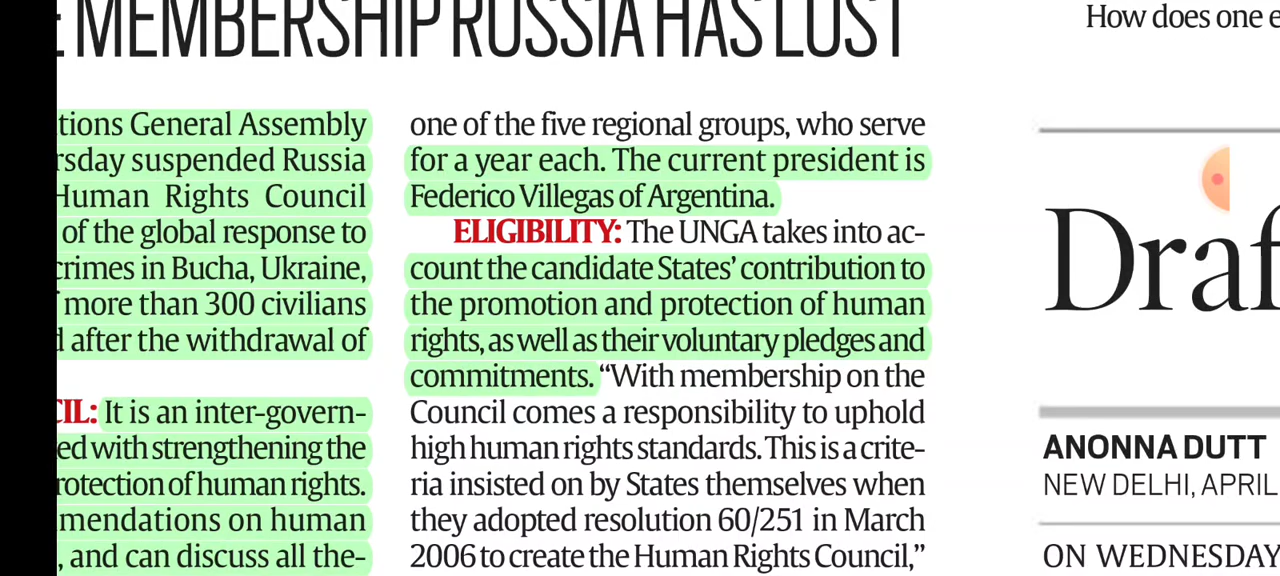 E MEMBERSHIP RUSSIA HAS LOST
tions General Assembly
rsday suspended Russia
Human Rights Council
of the global response to
crimes in Bucha, Ukraine,
more than 300 civilians
d after the withdrawal of
CIL: It is an inter-govern-
ed with strengthening the
rotection of human rights.
mendations on human
, and can discuss all the-
one of the five regional groups, who serve
for a year each. The current president is
Federico Villegas of Argentina.
ELIGIBILITY: The UNGA takes into ac-
count the candidate States’ contribution to
the promotion and protection of human
rights, as well as their voluntary pledges and
commitments. “With membership on the
Council comes a responsibility to uphold
high human rights standards. This is a crite-
ria insisted on by States themselves when
they adopted resolution 60/251 in March
2006 to create the Human Rights Council,”
How does one e
Draf
ANONNA DUTT
NEW DELHI, APRIL
ON WEDNESDAY